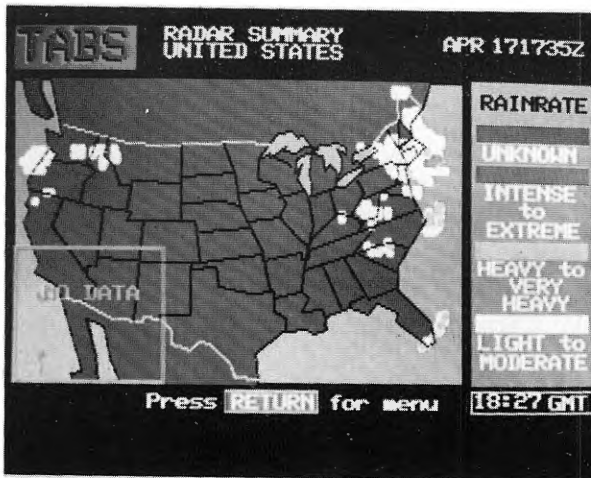 TABS
RADAR SUMMARY
UNITED STATES
APR 171735Z
RAINRATE
UNKNOWN
INTENSE
to
EXTREME
HEAVY to
VERY
HEAVY
LIGHT to
MODERATE
NO DATA
Press RETURN for menu
18:27 GMT